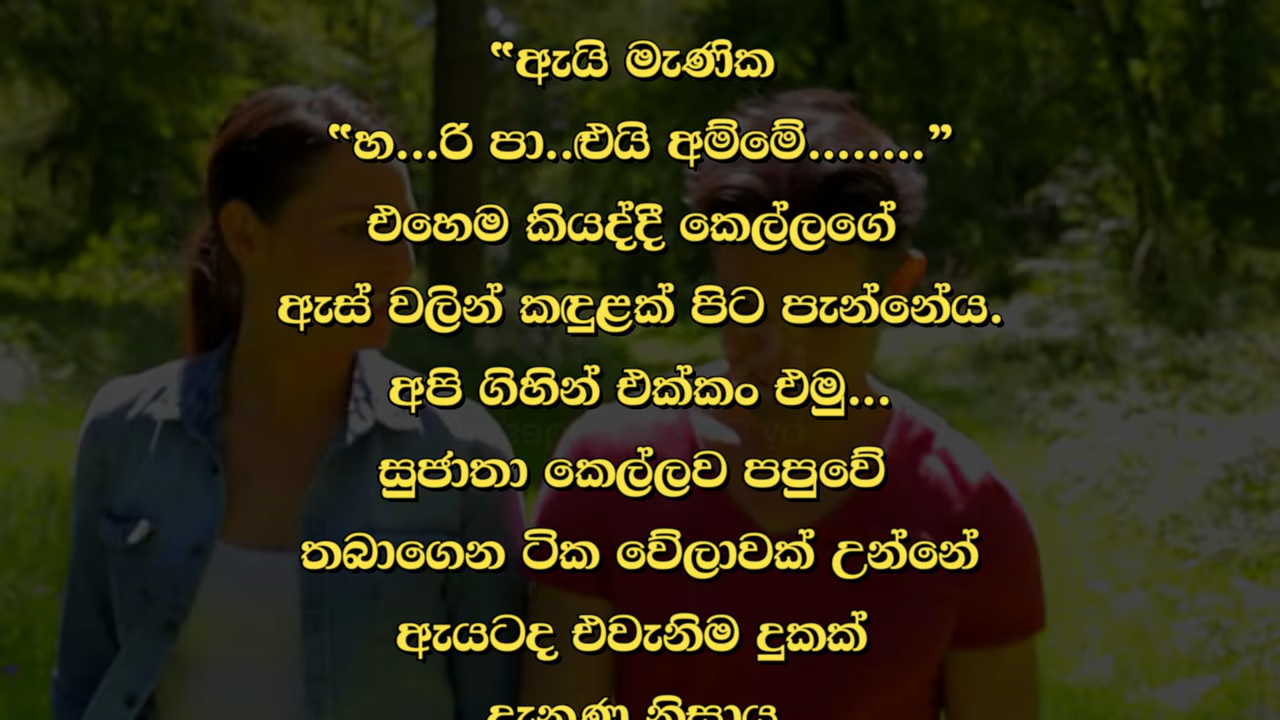 “ඇයි මැණික
“හ...රි පා..ළුයි අම්මේ........”
එහෙම කියද්දී කෙල්ලගේ
ඇස් වලින් කඳුළක් පිට පැන්නේය.
අපි ගිහින් එක්කං එමු...
සුජාතා කෙල්ලව පපුවේ
තබාගෙන ටික වේලාවක් උන්නේ
ඇයටද එවැනිම දුකක්
දැනුණු නිසාය